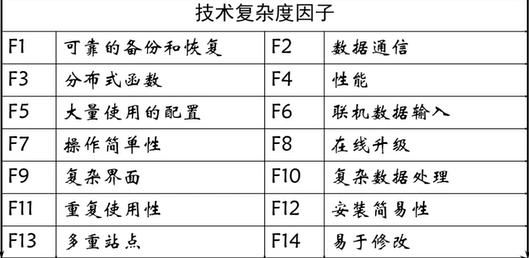 技术复杂度因子
F1 可靠的备份和恢复 F2 数据通信
F3 分布式函数 F4 性能
F5 大量使用的配置 F6 联机数据输入
F7 操作简单性 F8 在线升级
F9 复杂界面 F10 复杂数据处理
F11 重复使用性 F12 安装简易性
F13 多重站点 F14 易于修改